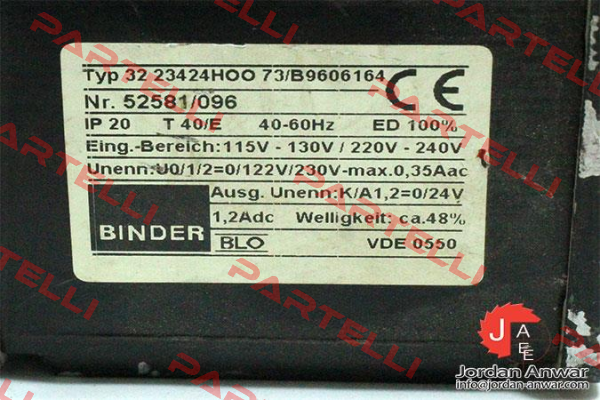 Typ 32 23424HOO 73/B9606164
CE
Nr. 52581/096
IP 20 T 40/E 40-60Hz ED 100%
Eing.-Bereich:115V - 130V / 220V - 240V
Unenn:U0/1/2=0/122V/230V-max.0,35Aac
Ausg. Unenn:K/A1,2=0/24V
1,2Adc Welligkeit: ca.48%
BINDER
BLO VDE 0550
PARTELLI
PARTELLI
PARTELLI
PARTELLI
PARTELLI
JAEE
Jordan Anwar
info@jordan-anwar.com